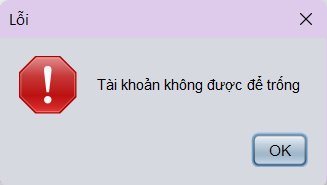 Lỗi
Tài khoản không được để trống
OK